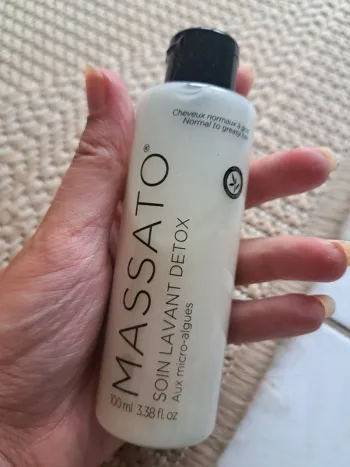 Cheveux normaux à gras
Normal to greasy hair
MASSATO®
SOIN LAVANT DETOX
Aux micro-algues
100 ml 3.38 fl. oz